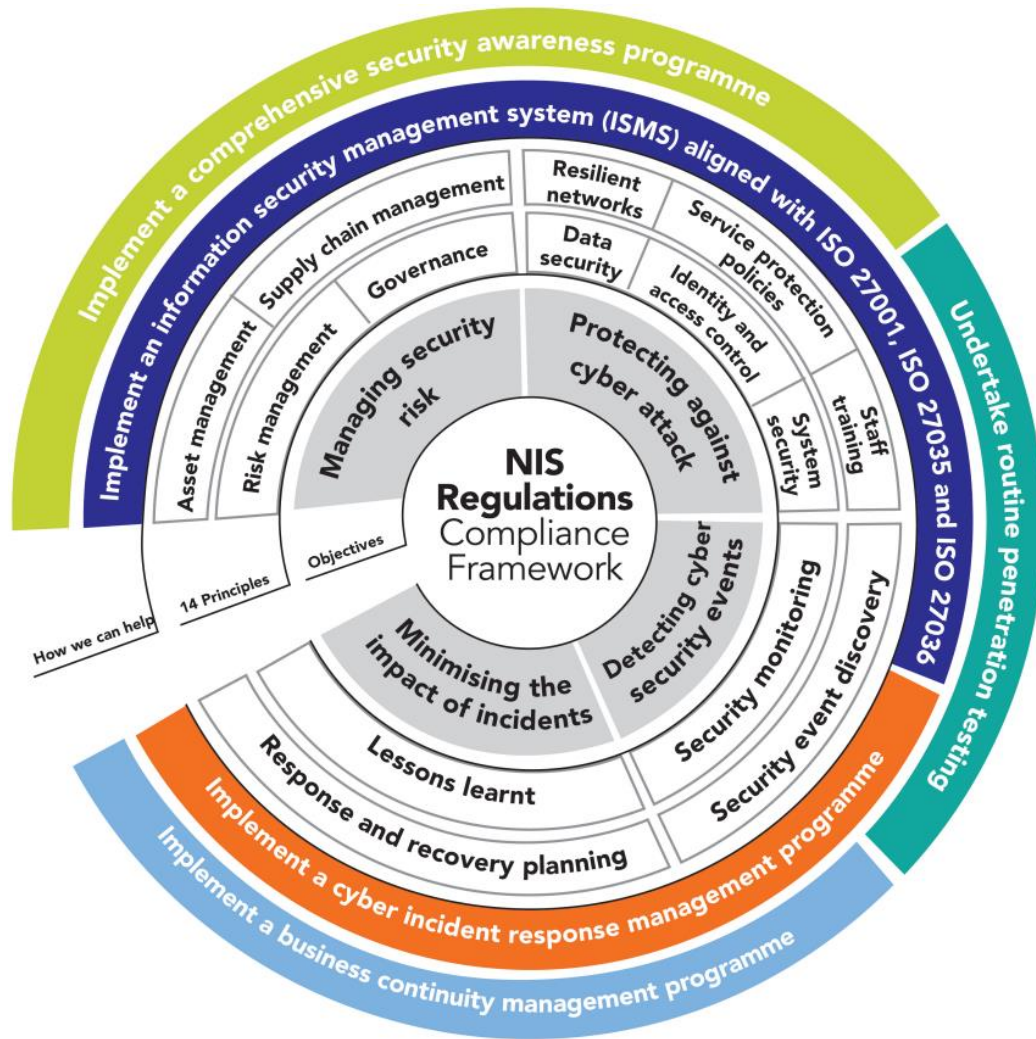 Implement a comprehensive security awareness programme
Implement an information security management system (ISMS) aligned with ISO 27001, ISO 27035 and ISO 27036
Undertake routine penetration testing
Asset management
Supply chain management
Resilient
networks
Service protection
policies
Staff
training
Risk management
Governance
Data
security
Identity and
access control
System
security
Managing security
risk
Protecting against
cyber attack
NIS
Regulations
Compliance
Framework
Objectives
14 Principles
How we can help
Detecting cyber
security events
Minimising the
impact of incidents
Security monitoring
Security event discovery
Lessons learnt
Response and recovery planning
Implement a cyber incident response management programme
Implement a business continuity management programme